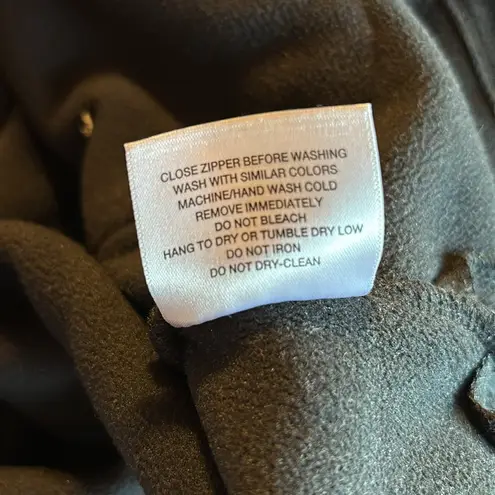 CLOSE ZIPPER BEFORE WASHING
WASH WITH SIMILAR COLORS
MACHINE/HAND WASH COLD
REMOVE IMMEDIATELY
DO NOT BLEACH
HANG TO DRY OR TUMBLE DRY LOW
DO NOT IRON
DO NOT DRY-CLEAN